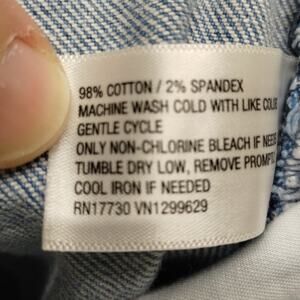 98% COTTON / 2% SPANDEX
MACHINE WASH COLD WITH LIKE
GENTLE CYCLE
ONLY NON-CHLORINE BLEACH IF
TUMBLE DRY LOW, REMOVE
COOL IRON IF NEEDED
RN17730 VN1299629